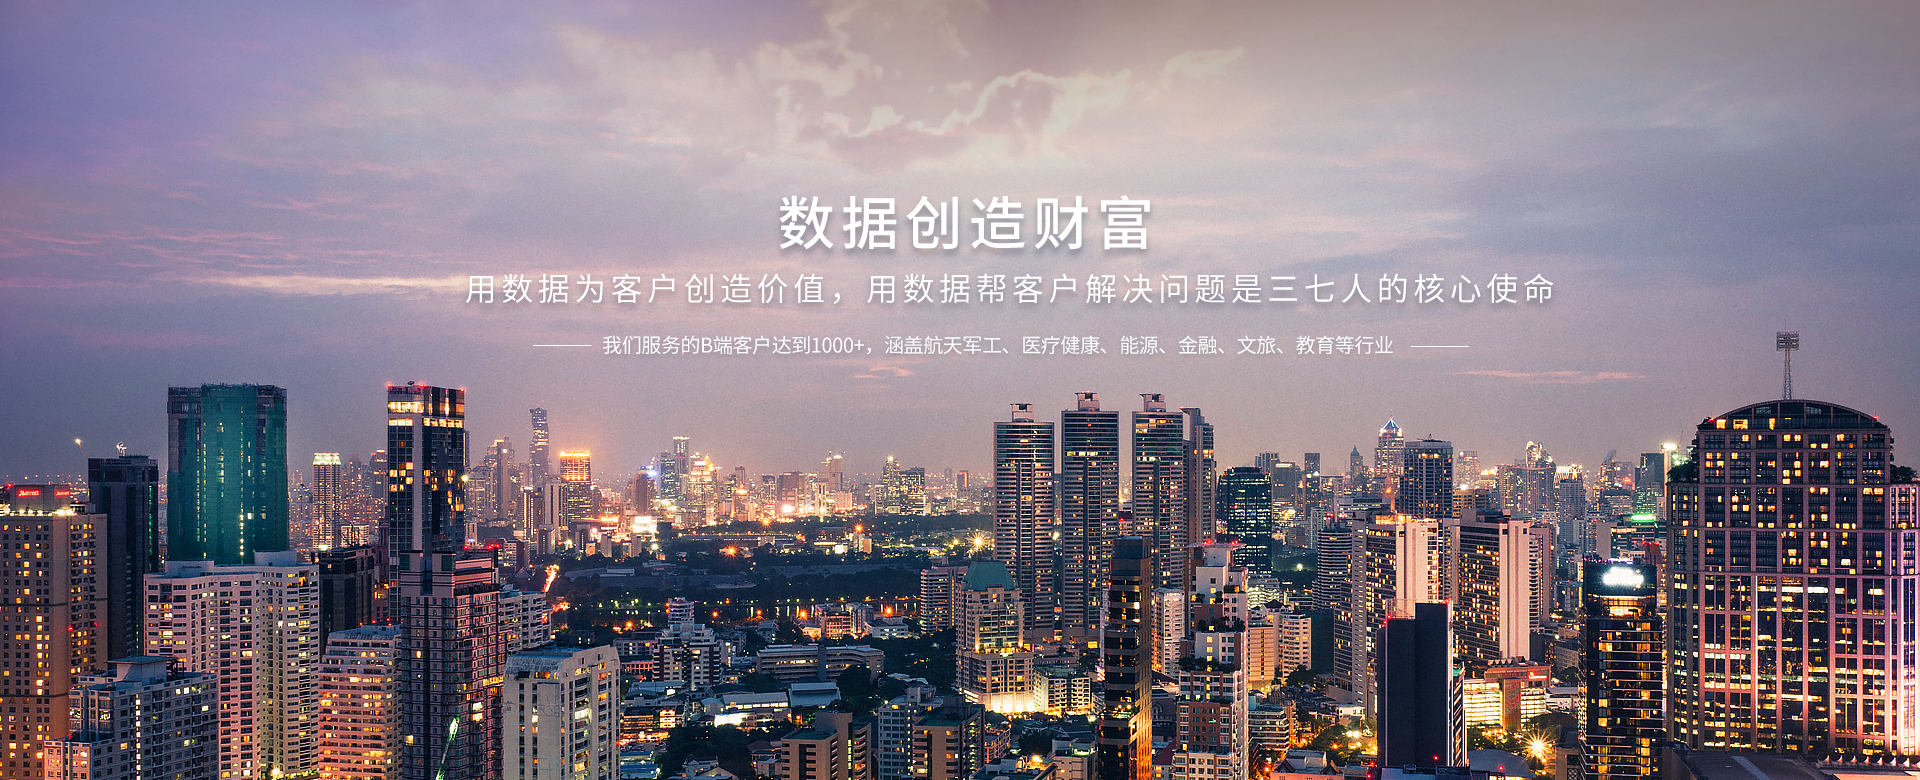 数据创造财富
用数据为客户创造价值，用数据帮客户解决问题是三七人的核心使命
我们服务的B端客户达到1000+，涵盖航天军工、医疗健康、能源、金融、文旅、教育等行业